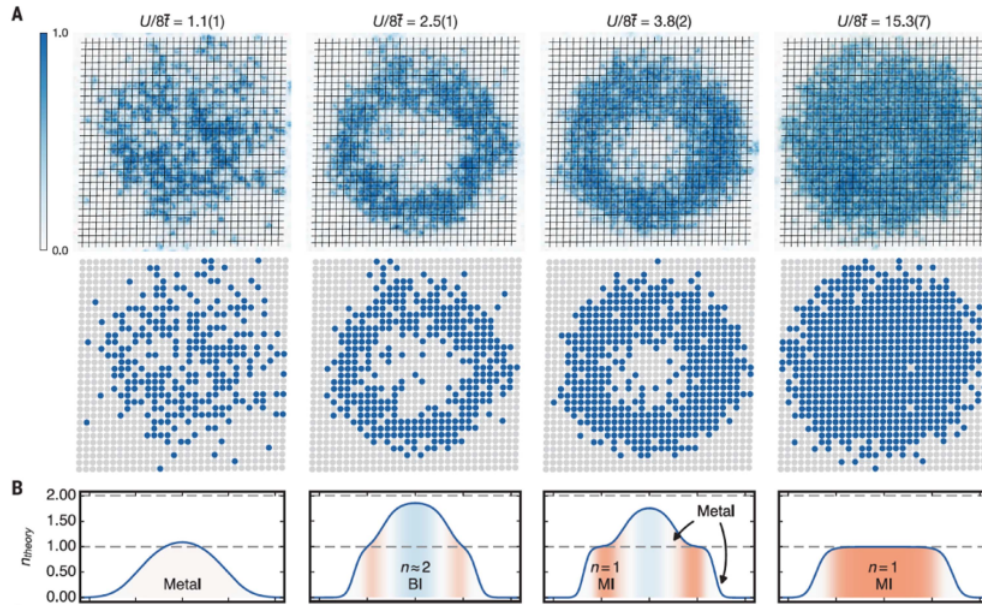 A
U/8t̄ = 1.1(1) U/8t̄ = 2.5(1) U/8t̄ = 3.8(2) U/8t̄ = 15.3(7)
1.0
0.0
B
2.00
1.50
1.00
0.50
0.00
n_theory
Metal
n≈2
BI
Metal
n = 1
MI
n = 1
MI